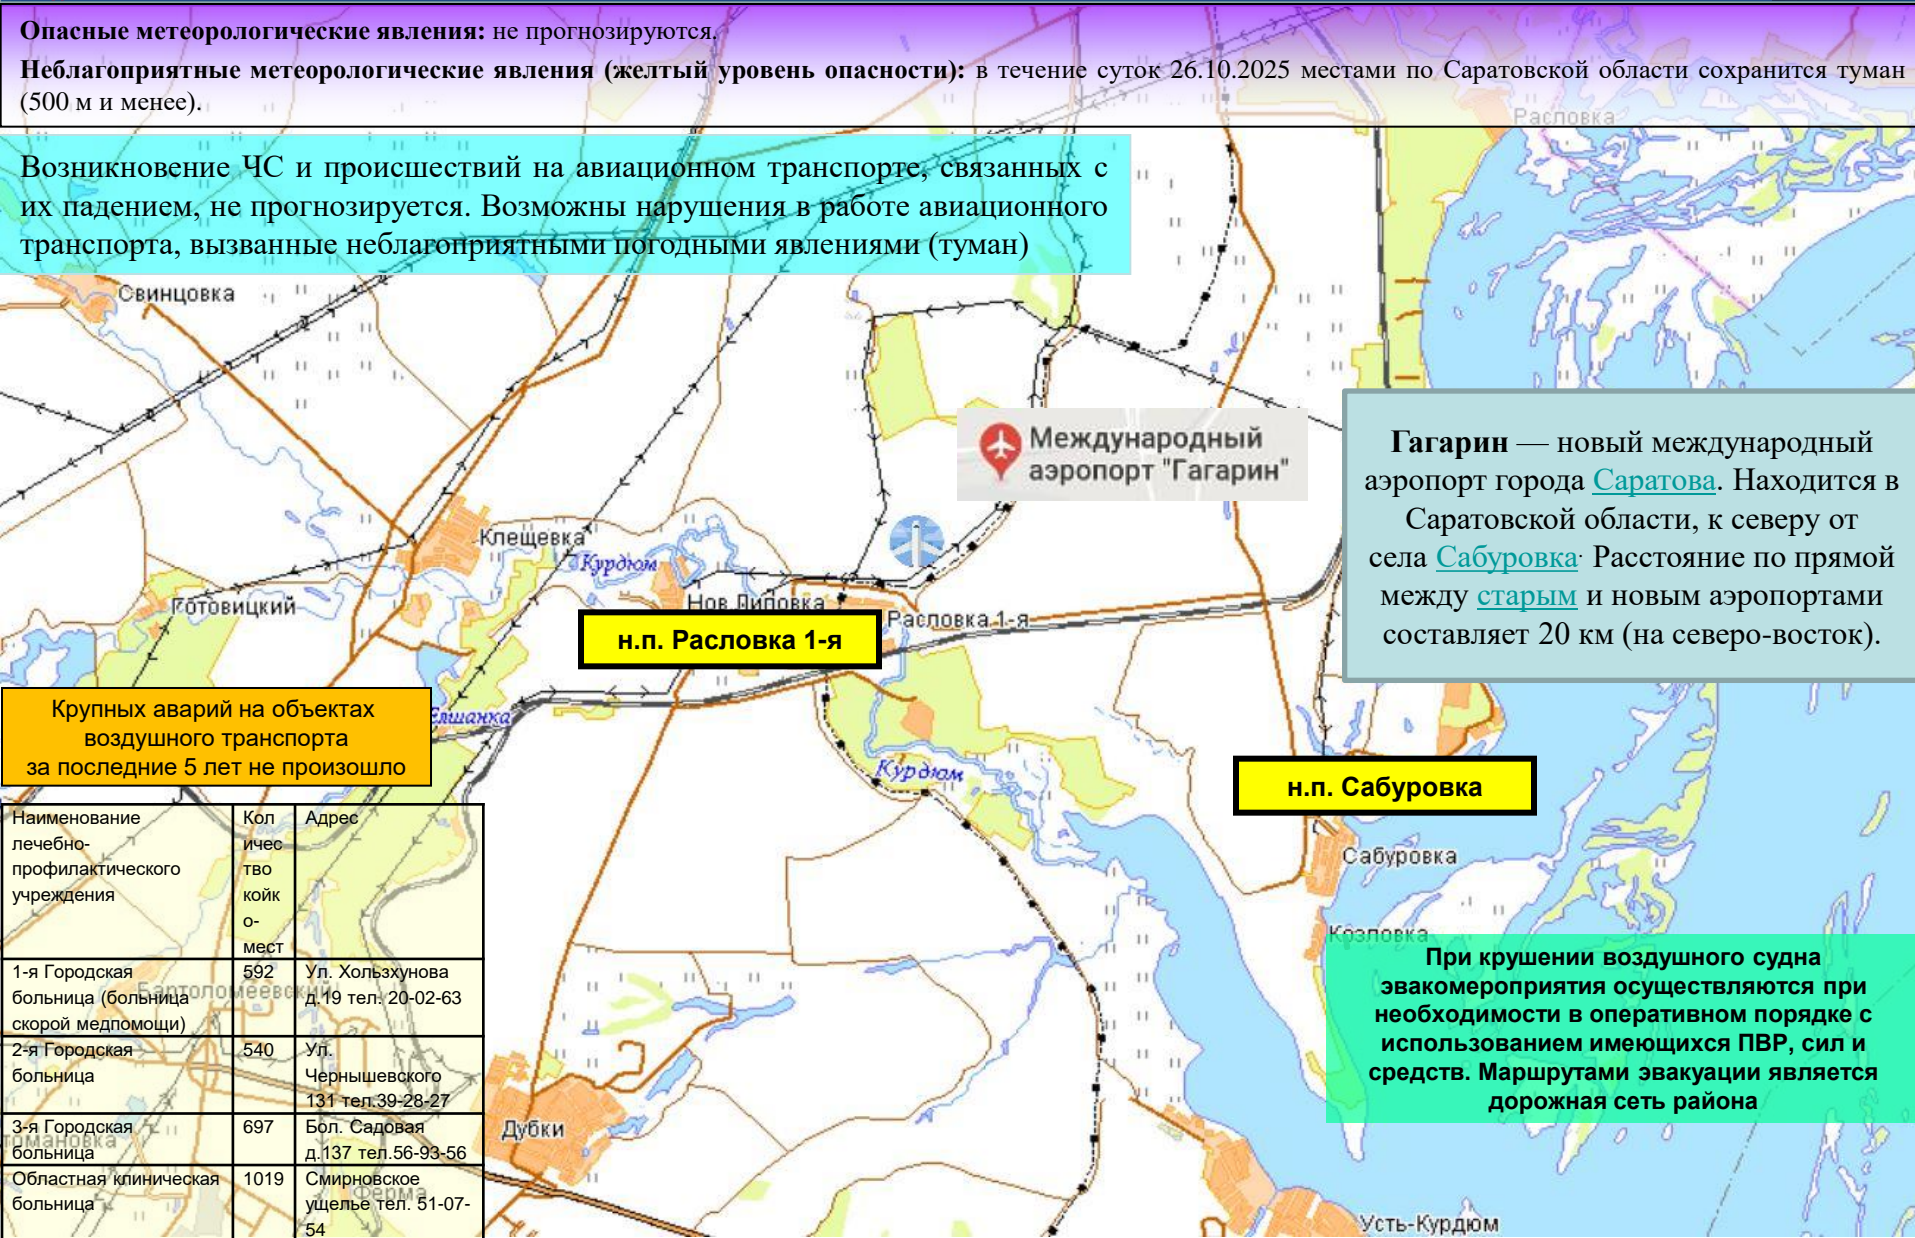 Опасные метеорологические явления: не прогнозируются.
Неблагоприятные метеорологические явления (желтый уровень опасности): в течение суток 26.10.2025 местами по Саратовской области сохранится туман
(500 м и менее).
Расловка
Возникновение ЧС и происшествий на авиационном транспорте, связанных с
их падением, не прогнозируется. Возможны нарушения в работе авиационного
транспорта, вызванные неблагоприятными погодными явлениями (туман)
Свинцовка
Международный
аэропорт "Гагарин"
Гагарин — новый международный
аэропорт города Саратова. Находится в
Саратовской области, к северу от
села Сабуровка. Расстояние по прямой
между старым и новым аэропортами
составляет 20 км (на северо-восток).
Клещевка
Курдюм
Готовицкий
Нов.Липовка
Расловка 1-я
н.п. Расловка 1-я
Елшанка
Крупных аварий на объектах
воздушного транспорта
за последние 5 лет не произошло
Курдюм
н.п. Сабуровка
Сабуровка
Козловка
При крушении воздушного судна
эвакомероприятия осуществляются при
необходимости в оперативном порядке с
использованием имеющихся ПВР, сил и
средств. Маршрутами эвакуации является
дорожная сеть района
Наименование
лечебно-
профилактического
учреждения
Кол
ичес
тво
койк
о-
мест
Адрес
1-я Городская
больница (больница
скорой медпомощи)
592
Ул. Хользхунова
д.19 тел. 20-02-63
Бартоломеевский
2-я Городская
больница
540
Ул.
Чернышевского
131 тел.39-28-27
3-я Городская
больница
697
Бол. Садовая
д.137 тел.56-93-56
Областная клиническая
больница
1019
Смирновское
ущелье тел. 51-07-
54
Ферма
Дубки
Усть-Курдюм